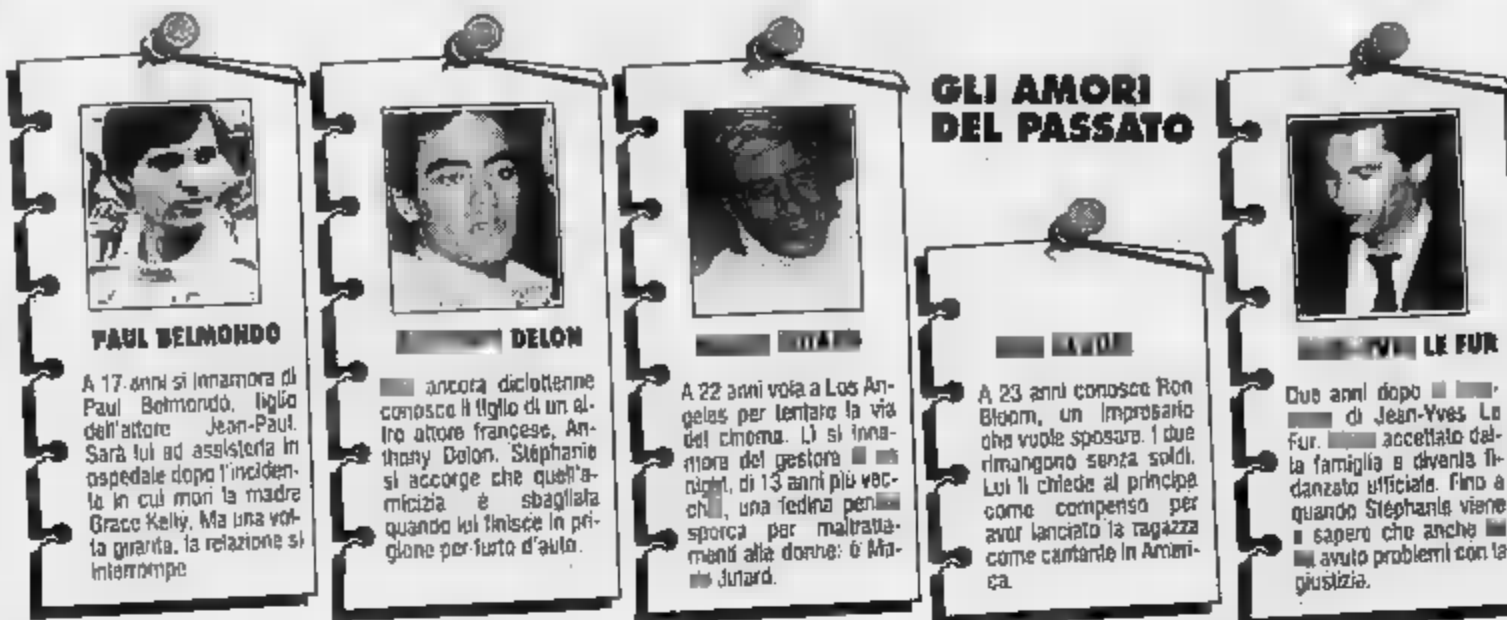 GLI AMORI
DEL PASSATO
PAUL BELMONDO
A 17 anni si innamora di
Paul Belmondo, figlio
dell'attore Jean-Paul.
Sarà lui ad assisterla in
ospedale dopo l'inciden-
te in cui morì la madre
Grace Kelly. Ma una vol-
ta guarita, la relazione si
interrompe
DELON
ancora diciottenne
conosce il figlio di un al-
tro attore francese, An-
thony Delon. Stéphanie
si accorge che quell'a-
micizia è sbagliata
quando lui finisce in pri-
gione per furto d'auto.
A 22 anni vola a Los An-
geles per tentare la via
del cinema. Lì si inna-
mora del gestore
night, di 13 anni più vec-
una fedina
sporca per maltratta-
menti alle donne: è Ma-
Jutard.
A 23 anni conosce Ron
Bloom, un impresario
che vuole sposare. I due
rimangono senza soldi.
Lui li chiede al principe
come compenso per
aver lanciato la ragazza
come cantante in Ameri-
ca.
LE FUR
Due anni dopo
di Jean-Yves Le
Fur. accettato dal-
la famiglia e diventa fi-
danzato ufficiale. Fino a
quando Stéphanie viene
a sapere che anche
avuto problemi con la
giustizia.